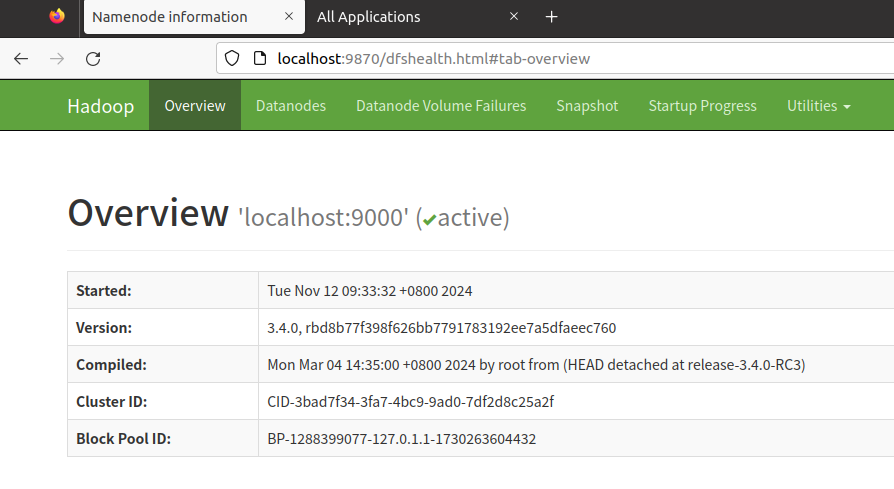 Namenode information × All Applications × +
localhost:9870/dfshealth.html#tab-overview
Hadoop Overview Datanodes Datanode Volume Failures Snapshot Startup Progress Utilities
Overview 'localhost:9000' (✔active)
Started: Tue Nov 12 09:33:32 +0800 2024
Version: 3.4.0, rbd8b77f398f626bb7791783192ee7a5dfaeec760
Compiled: Mon Mar 04 14:35:00 +0800 2024 by root from (HEAD detached at release-3.4.0-RC3)
Cluster ID: CID-3bad7f34-3fa7-4bc9-9ad0-7df2d8c25a2f
Block Pool ID: BP-1288399077-127.0.1.1-1730263604432